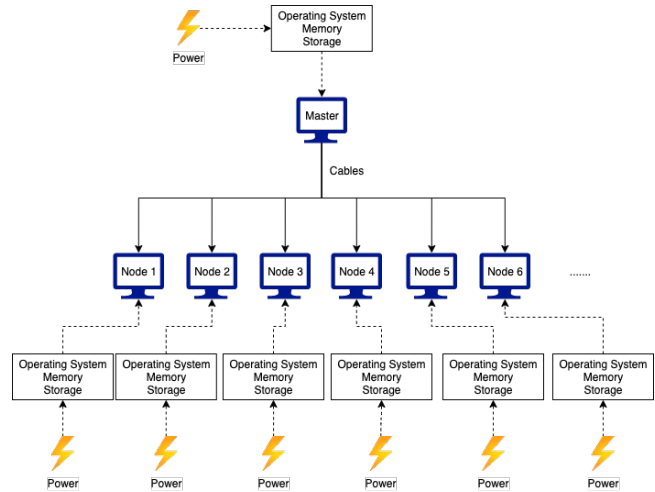 Operating System
Memory
Storage
Power
Master
Cables
Node 1
Node 2
Node 3
Node 4
Node 5
Node 6
.......
Operating System
Memory
Storage
Operating System
Memory
Storage
Operating System
Memory
Storage
Operating System
Memory
Storage
Operating System
Memory
Storage
Operating System
Memory
Storage
Power
Power
Power
Power
Power
Power